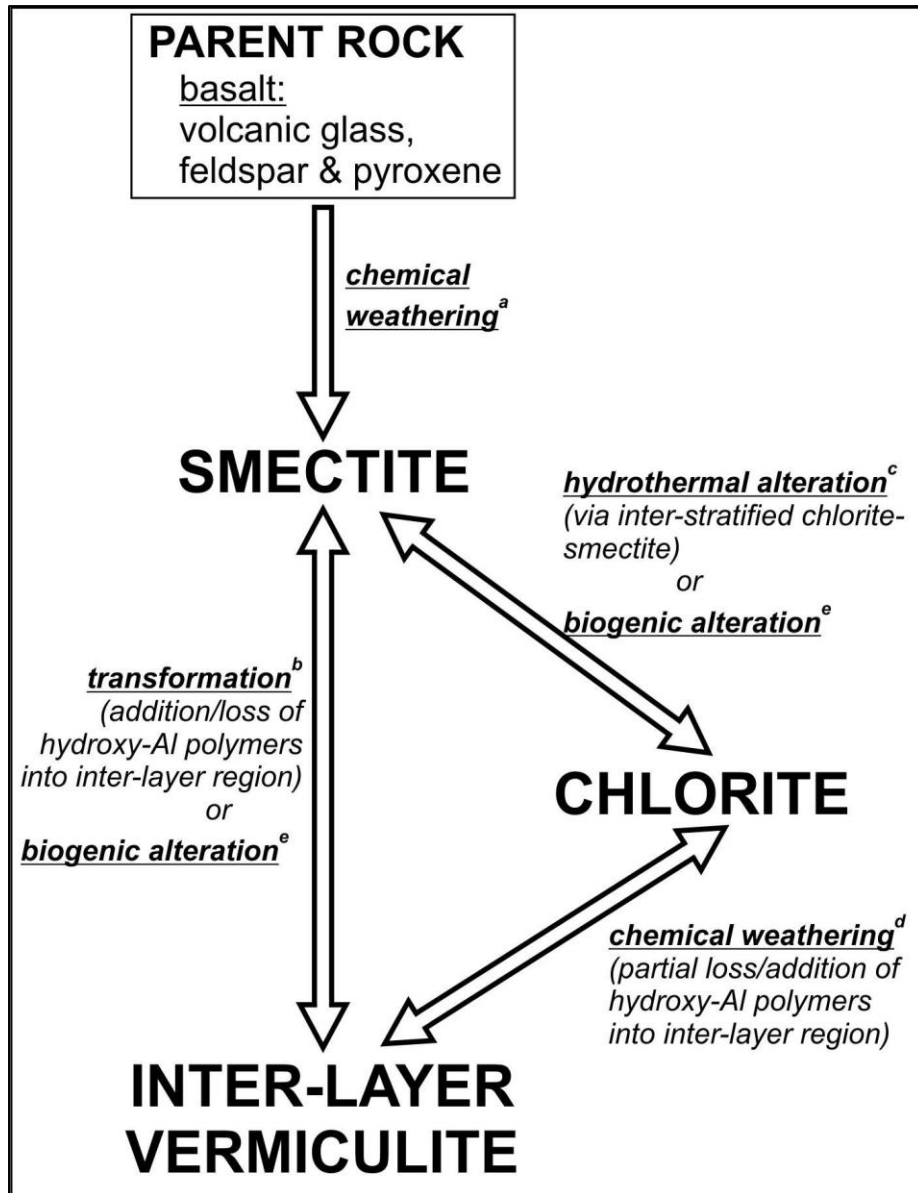 PARENT ROCK
basalt:
volcanic glass,
feldspar & pyroxene
chemical
weathering^a
SMECTITE
hydrothermal alteration^c
(via inter-stratified chlorite-
smectite)
or
biogenic alteration^e
transformation^b
(addition/loss of
hydroxy-Al polymers
into inter-layer region)
or
biogenic alteration^e
CHLORITE
chemical weathering^d
(partial loss/addition of
hydroxy-Al polymers
into inter-layer region)
INTER-LAYER
VERMICULITE